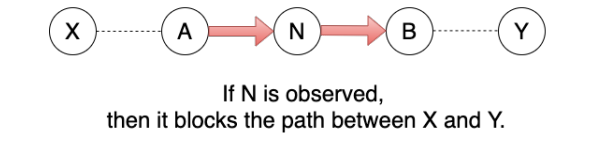 X A N B Y
If N is observed,
then it blocks the path between X and Y.